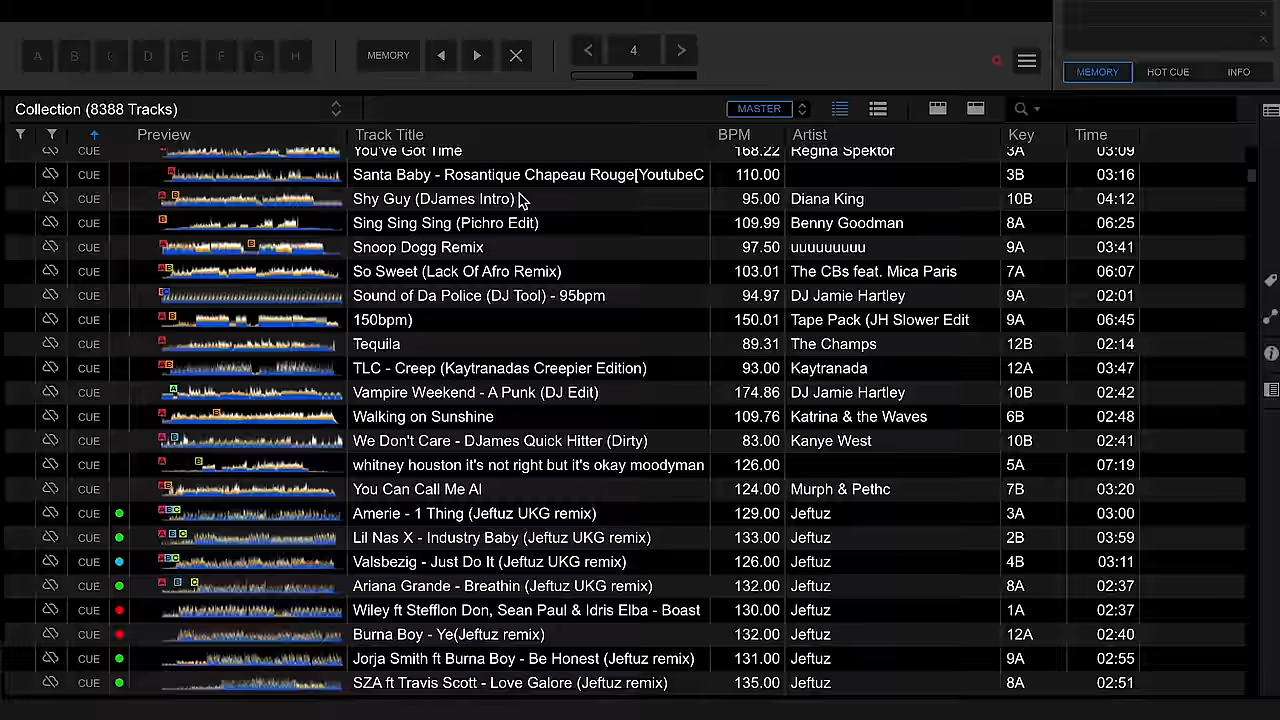 A B C D E F G H MEMORY 4
MEMORY HOT CUE INFO
Collection (8388 Tracks) MASTER
Preview Track Title BPM Artist Key Time
CUE You've Got Time 168.22 Regina Spektor 3A 03:09
CUE Santa Baby - Rosantique Chapeau Rouge[YoutubeC 110.00 3B 03:16
CUE Shy Guy (DJames Intro) 95.00 Diana King 10B 04:12
CUE Sing Sing Sing (Pichro Edit) 109.99 Benny Goodman 8A 06:25
CUE Snoop Dogg Remix 97.50 uuuuuuuuu 9A 03:41
CUE So Sweet (Lack Of Afro Remix) 103.01 The CBs feat. Mica Paris 7A 06:07
CUE Sound of Da Police (DJ Tool) - 95bpm 94.97 DJ Jamie Hartley 9A 02:01
CUE 150bpm) 150.01 Tape Pack (JH Slower Edit 9A 06:45
CUE Tequila 89.31 The Champs 12B 02:14
CUE TLC - Creep (Kaytranadas Creepier Edition) 93.00 Kaytranada 12A 03:47
CUE Vampire Weekend - A Punk (DJ Edit) 174.86 DJ Jamie Hartley 10B 02:42
CUE Walking on Sunshine 109.76 Katrina & the Waves 6B 02:48
CUE We Don't Care - DJames Quick Hitter (Dirty) 83.00 Kanye West 10B 02:41
CUE whitney houston it's not right but it's okay moodyman 126.00 5A 07:19
CUE You Can Call Me Al 124.00 Murph & Pethc 7B 03:20
CUE Amerie - 1 Thing (Jeftuz UKG remix) 129.00 Jeftuz 3A 03:00
CUE Lil Nas X - Industry Baby (Jeftuz UKG remix) 133.00 Jeftuz 2B 03:59
CUE Valsbezig - Just Do It (Jeftuz UKG remix) 126.00 Jeftuz 4B 03:11
CUE Ariana Grande - Breathin (Jeftuz UKG remix) 132.00 Jeftuz 8A 02:37
CUE Wiley ft Stefflon Don, Sean Paul & Idris Elba - Boast 130.00 Jeftuz 1A 02:37
CUE Burna Boy - Ye(Jeftuz remix) 132.00 Jeftuz 12A 02:40
CUE Jorja Smith ft Burna Boy - Be Honest (Jeftuz remix) 131.00 Jeftuz 9A 02:55
CUE SZA ft Travis Scott - Love Galore (Jeftuz remix) 135.00 Jeftuz 8A 02:51